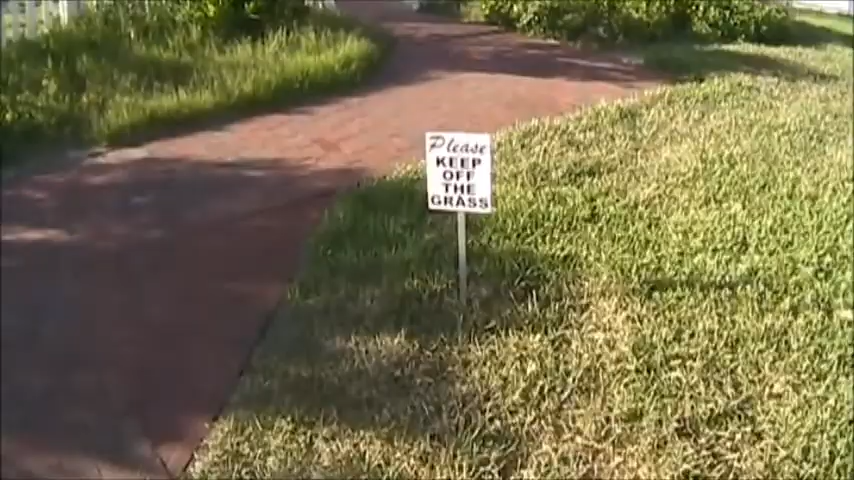 Please
KEEP
OFF
THE
GRASS